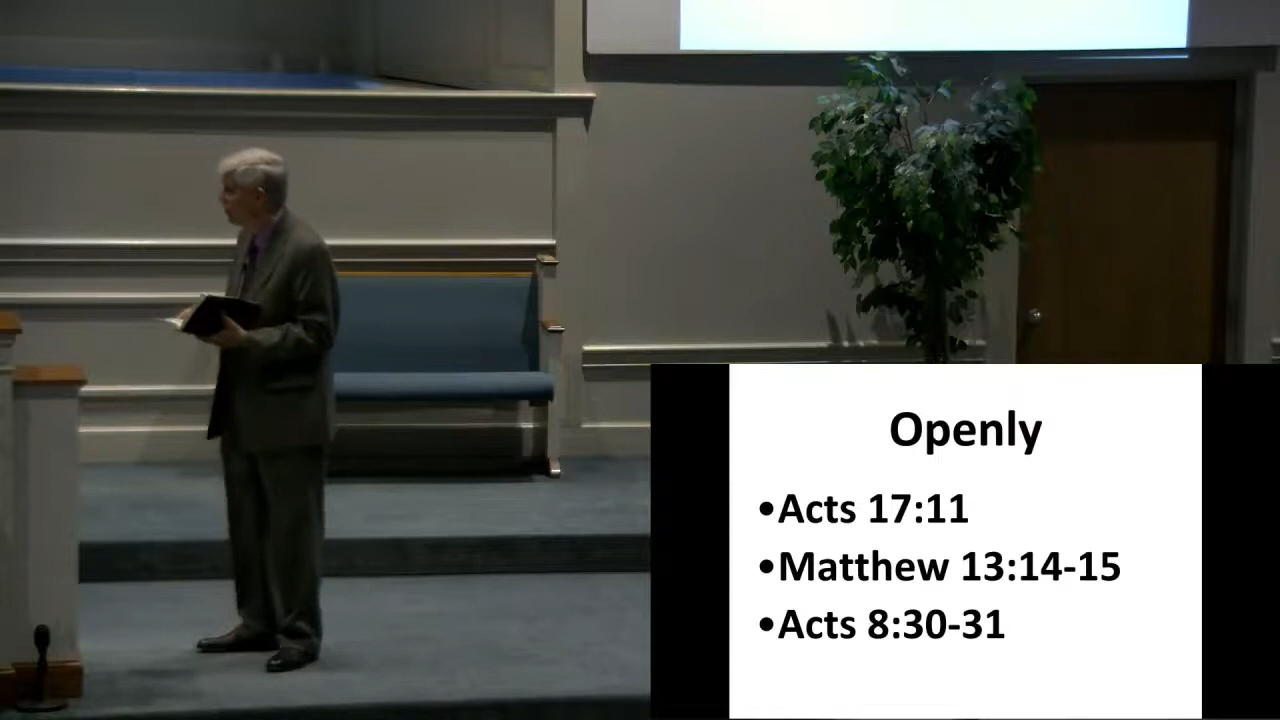 Openly
•Acts 17:11
•Matthew 13:14-15
•Acts 8:30-31